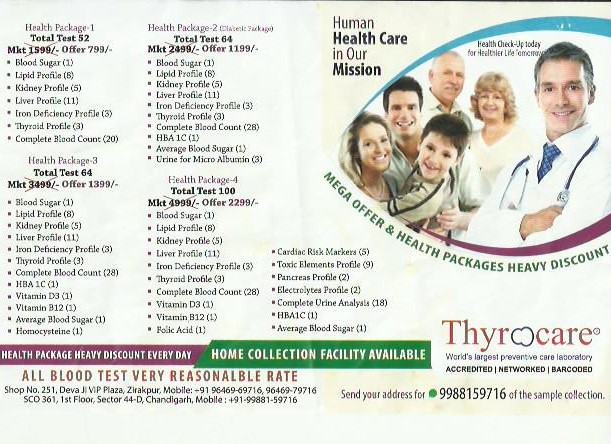 Health Package-1
Total Test 52
Mkt 1599/- Offer 799/-
Blood Sugar (1)
Lipid Profile (8)
Kidney Profile (5)
Liver Profile (11)
Iron Deficiency Profile (3)
Thyroid Profile (3)
Complete Blood Count (20)
Health Package-2 (Diabetic Package)
Total Test 64
Mkt 2499/- Offer 1199/-
Blood Sugar (1)
Lipid Profile (8)
Kidney Profile (5)
Liver Profile (11)
Iron Deficiency Profile (3)
Thyroid Profile (3)
Complete Blood Count (28)
HBA 1C (1)
Average Blood Sugar (1)
Urine for Micro Albumin (3)
Health Package-3
Total Test 64
Mkt 3499/- Offer 1399/-
Blood Sugar (1)
Lipid Profile (8)
Kidney Profile (5)
Liver Profile (11)
Iron Deficiency Profile (3)
Thyroid Profile (3)
Complete Blood Count (28)
HBA 1C (1)
Vitamin D3 (1)
Vitamin B12 (1)
Average Blood Sugar (1)
Homocysteine (1)
Health Package-4
Total Test 100
Mkt 4999/- Offer 2299/-
Blood Sugar (1)
Lipid Profile (8)
Kidney Profile (5)
Liver Profile (11)
Iron Deficiency Profile (3)
Thyroid Profile (3)
Complete Blood Count (28)
Vitamin D3 (1)
Vitamin B12 (1)
Folic Acid (1)
Cardiac Risk Markers (5)
Toxic Elements Profile (9)
Pancreas Profile (2)
Electrolytes Profile (2)
Complete Urine Analysis (18)
HBA1C (1)
Average Blood Sugar (1)
HEALTH PACKAGE HEAVY DISCOUNT EVERY DAY
HOME COLLECTION FACILITY AVAILABLE
ALL BLOOD TEST VERY REASONALBLE RATE
Shop No. 251, Deva Ji VIP Plaza, Zirakpur, Mobile: +91 96469-69716, 96469-79716
SCO 361, 1st Floor, Sector 44-D, Chandigarh, Mobile : +91-99881-59716
Human
Health Care
in Our
Mission
Health Check-Up today
for Healthier Life Tomorrow
MEGA OFFER & HEALTH PACKAGES HEAVY DISCOUNT
Thyrocare®
World's largest preventive care laboratory
ACCREDITED | NETWORKED | BARCODED
Send your address for 9988159716 of the sample collection.